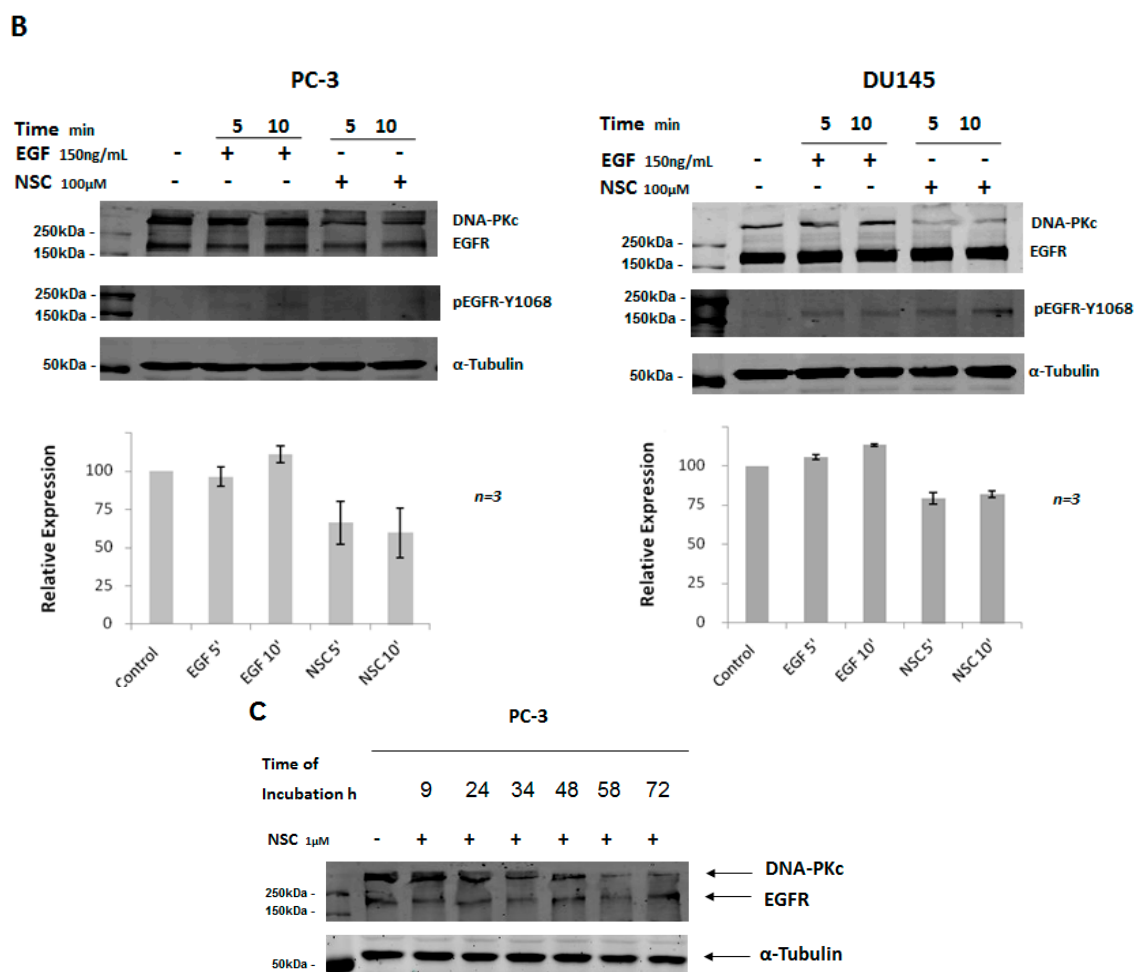 B
PC-3
Time min 5 10 5 10
EGF 150ng/mL - + + - -
NSC 100µM - - - + +
DNA-PKc
250kDa -
EGFR
150kDa -
250kDa -
pEGFR-Y1068
150kDa -
50kDa -
α-Tubulin
DU145
Time min 5 10 5 10
EGF 150ng/mL - + + - -
NSC 100µM - - - + +
DNA-PKc
250kDa -
EGFR
150kDa -
250kDa -
pEGFR-Y1068
150kDa -
50kDa -
α-Tubulin
Relative Expression
100
75
50
25
0
n=3
Control EGF 5' EGF 10' NSC 5' NSC 10'
Relative Expression
100
75
50
25
0
n=3
Control EGF 5' EGF 10' NSC 5' NSC 10'
C
PC-3
Time of
Incubation h 9 24 34 48 58 72
NSC 1µM - + + + + + +
DNA-PKc
250kDa -
EGFR
150kDa -
α-Tubulin
50kDa -